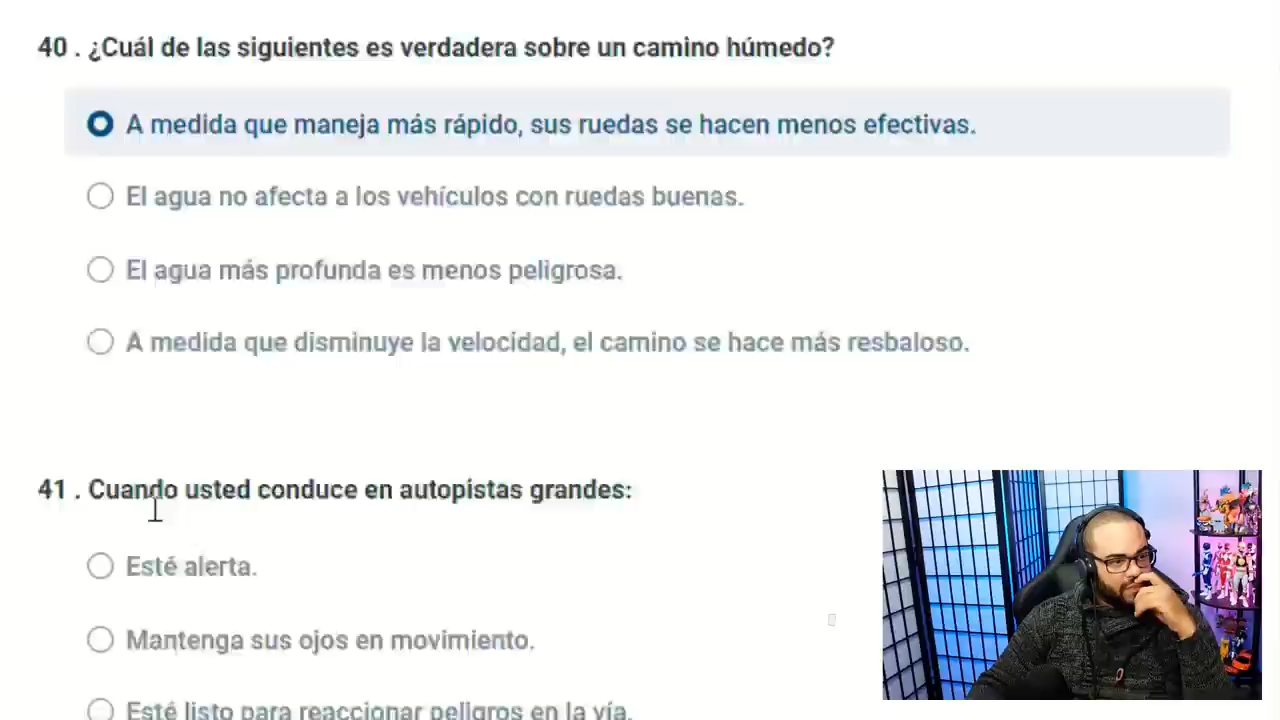 40 . ¿Cuál de las siguientes es verdadera sobre un camino húmedo?
A medida que maneja más rápido, sus ruedas se hacen menos efectivas.
El agua no afecta a los vehículos con ruedas buenas.
El agua más profunda es menos peligrosa.
A medida que disminuye la velocidad, el camino se hace más resbaloso.
41 . Cuando usted conduce en autopistas grandes:
Esté alerta.
Mantenga sus ojos en movimiento.
Esté listo para reaccionar peligros en la vía.